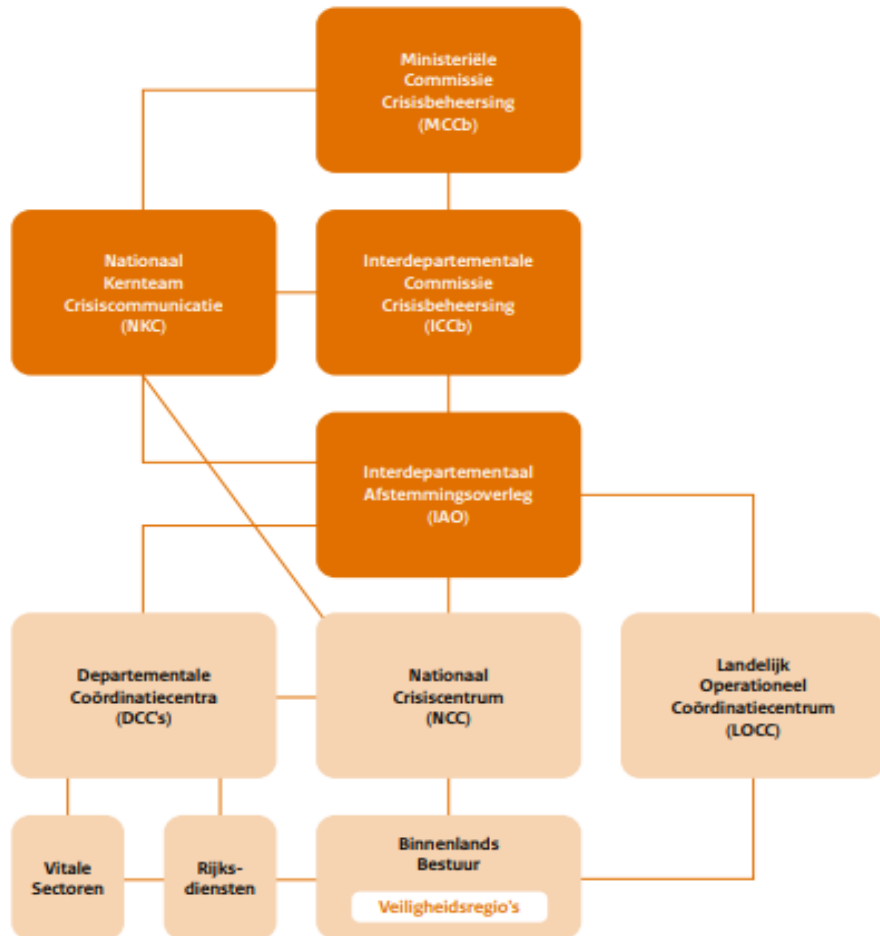 Ministeriële
Commissie
Crisisbeheersing
(MCCb)
Nationaal
Kernteam
Crisiscommunicatie
(NKC)
Interdepartementale
Commissie
Crisisbeheersing
(ICCb)
Interdepartementaal
Afstemmingsoverleg
(IAO)
Departementale
Coördinatiecentra
(DCC's)
Nationaal
Crisiscentrum
(NCC)
Landelijk
Operationeel
Coördinatiecentrum
(LOCC)
Vitale
Sectoren
Rijks-
diensten
Binnenlands
Bestuur
Veiligheidsregio's